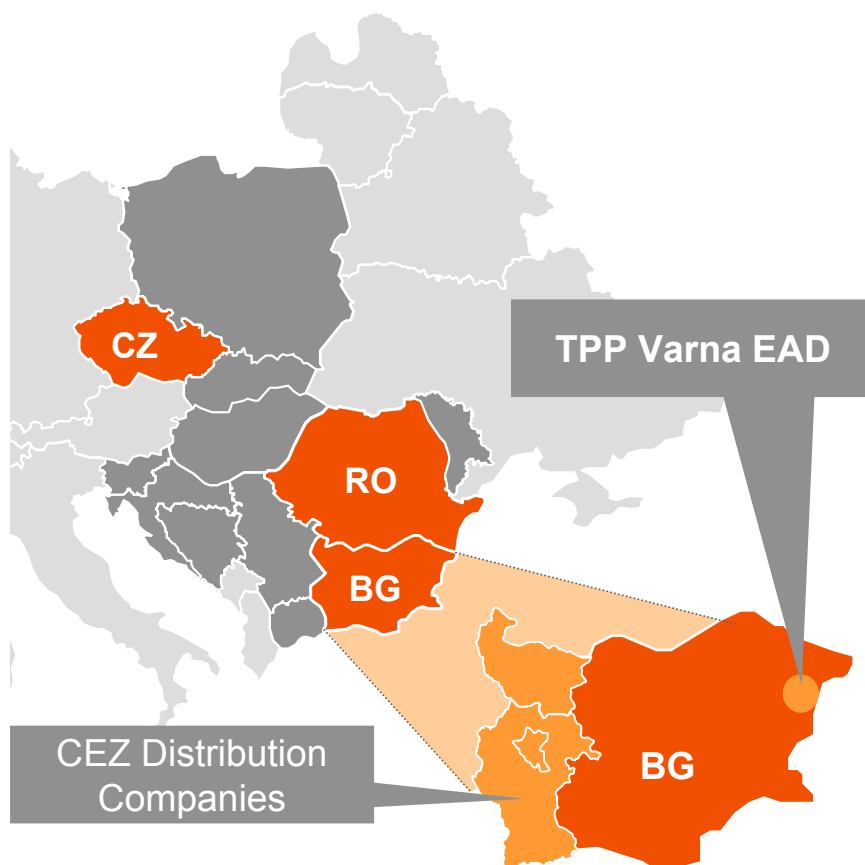 TPP Varna EAD
CZ
RO
BG
CEZ Distribution
Companies
BG